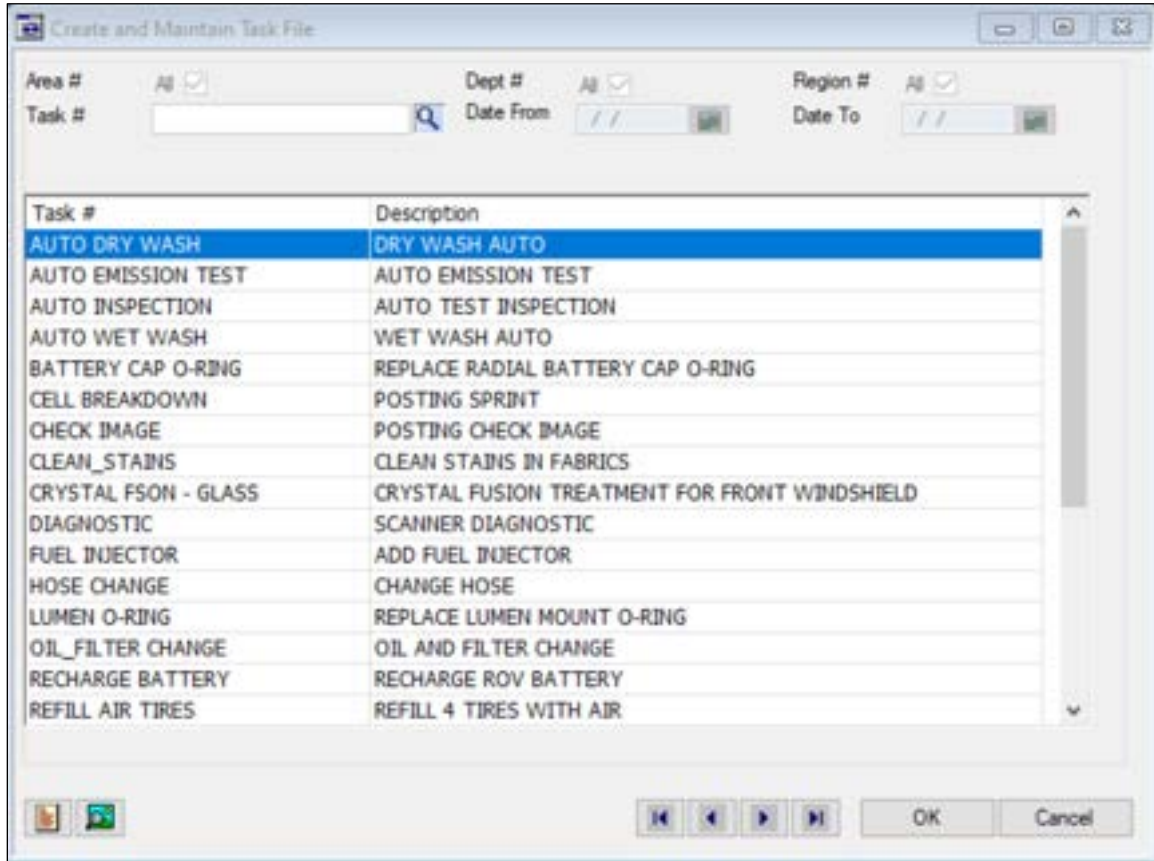 Create and Maintain Task File
Area # All Dept # All Region # All
Task # Date From / / Date To / /
Task # Description
AUTO DRY WASH DRY WASH AUTO
AUTO EMISSION TEST AUTO EMISSION TEST
AUTO INSPECTION AUTO TEST INSPECTION
AUTO WET WASH WET WASH AUTO
BATTERY CAP O-RING REPLACE RADIAL BATTERY CAP O-RING
CELL BREAKDOWN POSTING SPRINT
CHECK IMAGE POSTING CHECK IMAGE
CLEAN_STAINS CLEAN STAINS IN FABRICS
CRYSTAL FSON - GLASS CRYSTAL FUSION TREATMENT FOR FRONT WINDSHIELD
DIAGNOSTIC SCANNER DIAGNOSTIC
FUEL INJECTOR ADD FUEL INJECTOR
HOSE CHANGE CHANGE HOSE
LUMEN O-RING REPLACE LUMEN MOUNT O-RING
OIL_FILTER CHANGE OIL AND FILTER CHANGE
RECHARGE BATTERY RECHARGE ROV BATTERY
REFILL AIR TIRES REFILL 4 TIRES WITH AIR
OK Cancel